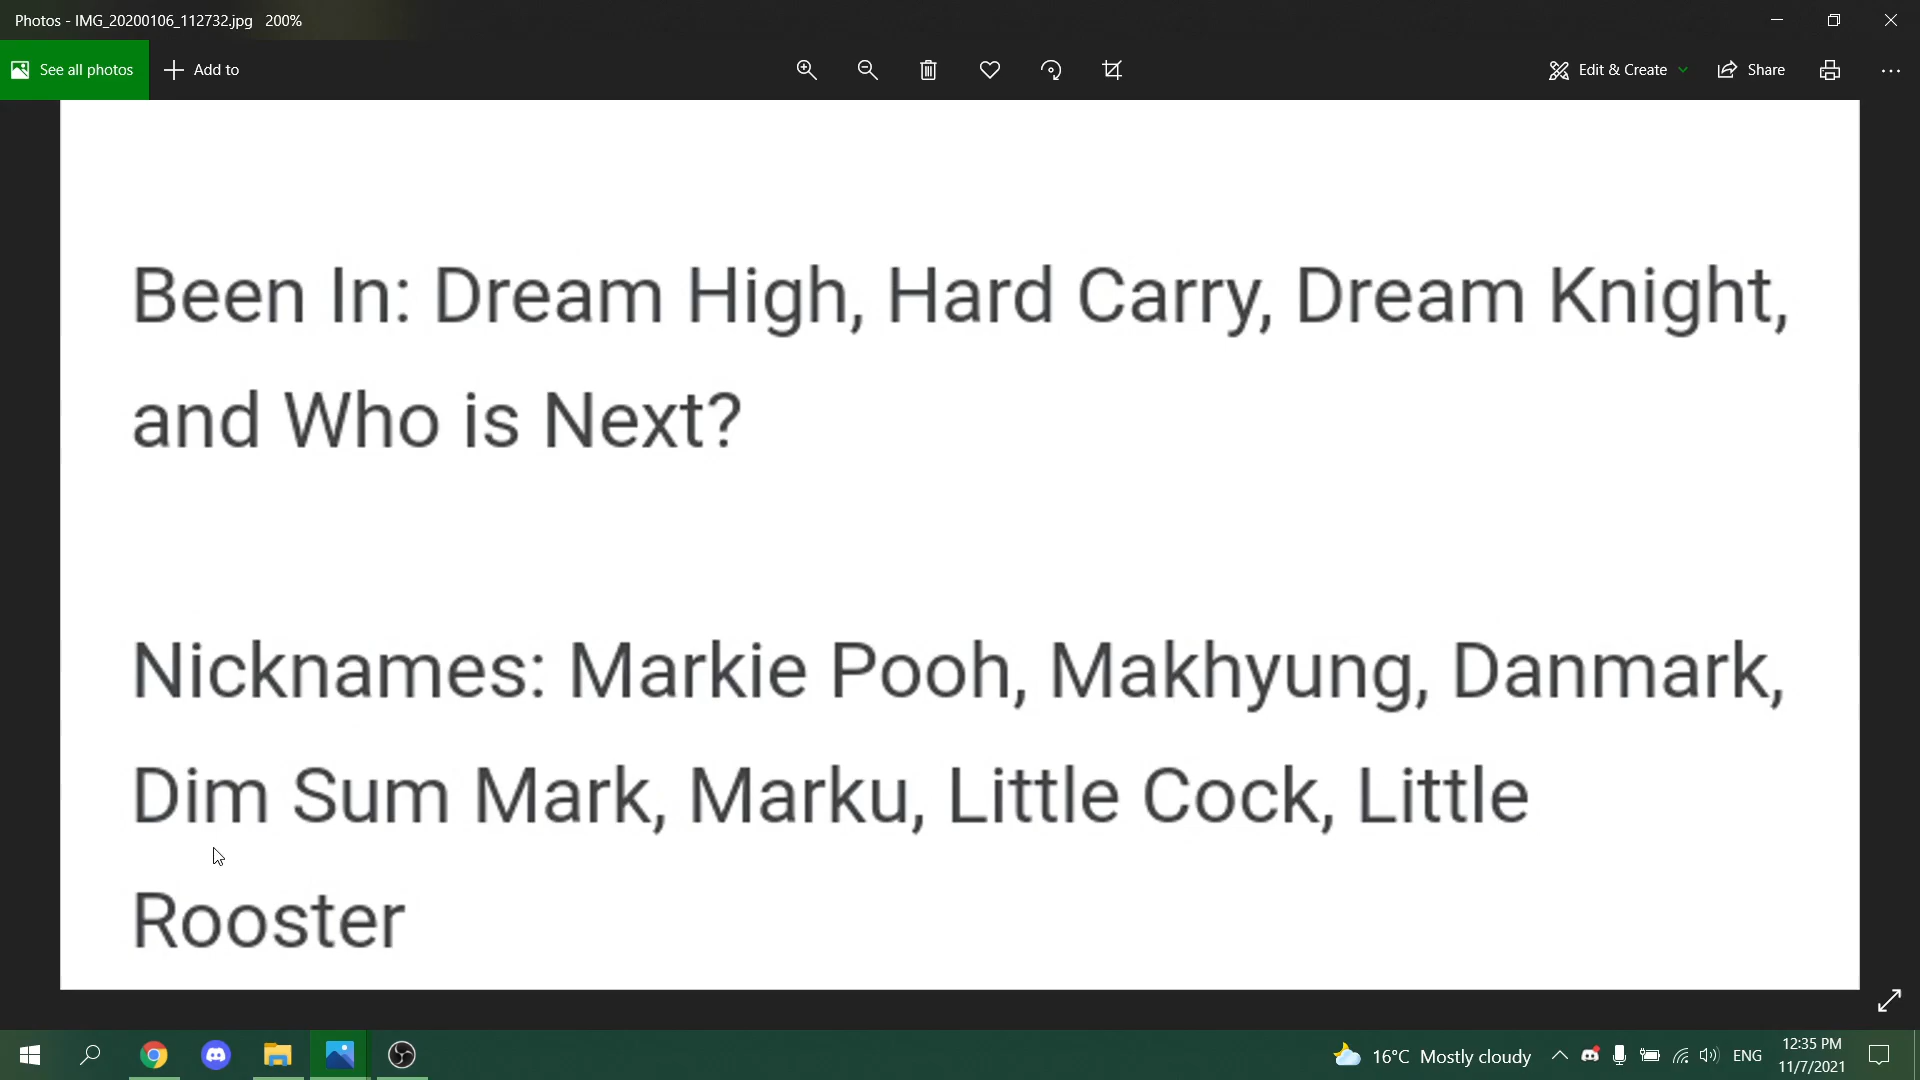 Photos - IMG_20200106_112732.jpg 200%
See all photos
Add to
Edit & Create
Share
Been In: Dream High, Hard Carry, Dream Knight,
and Who is Next?
Nicknames: Markie Pooh, Makhyung, Danmark,
Dim Sum Mark, Marku, Little Cock, Little
Rooster
16°C Mostly cloudy
ENG
12:35 PM
11/7/2021